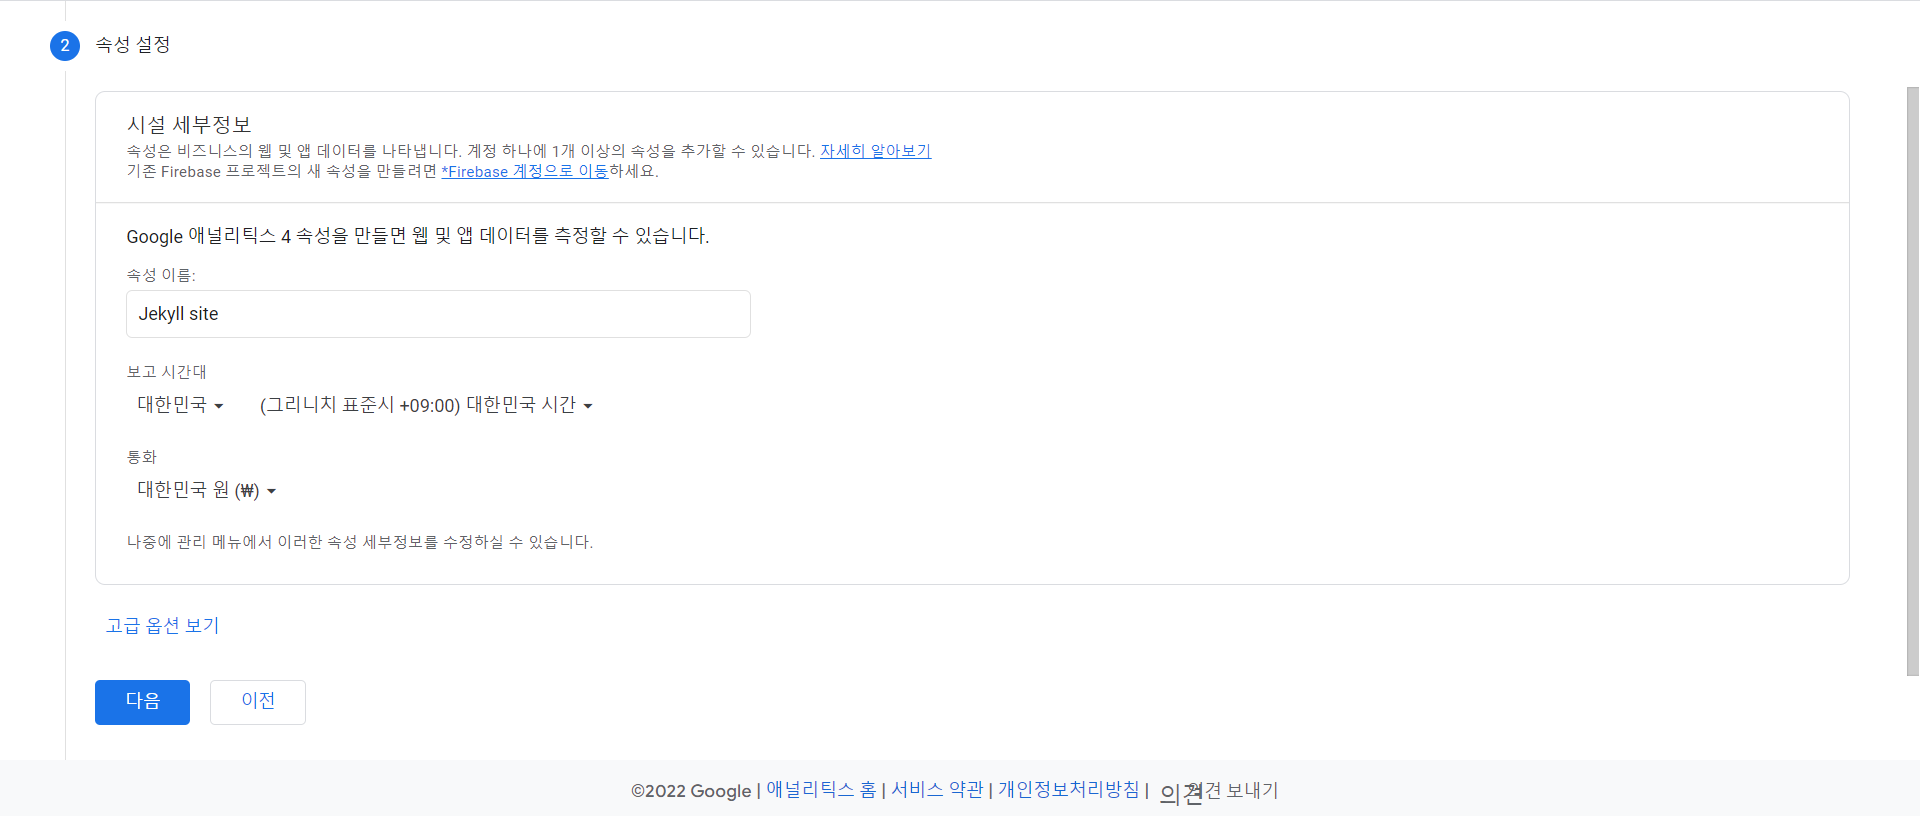 2 속성 설정
시설 세부정보
속성은 비즈니스의 웹 및 앱 데이터를 나타냅니다. 계정 하나에 1개 이상의 속성을 추가할 수 있습니다. 자세히 알아보기
기존 Firebase 프로젝트의 새 속성을 만들려면 *Firebase 계정으로 이동하세요.
Google 애널리틱스 4 속성을 만들면 웹 및 앱 데이터를 측정할 수 있습니다.
속성 이름:
Jekyll site
보고 시간대
대한민국 (그리니치 표준시 +09:00) 대한민국 시간
통화
대한민국 원 (₩)
나중에 관리 메뉴에서 이러한 속성 세부정보를 수정하실 수 있습니다.
고급 옵션 보기
다음 이전
©2022 Google | 애널리틱스 홈 | 서비스 약관 | 개인정보처리방침 | 의견 의견 보내기